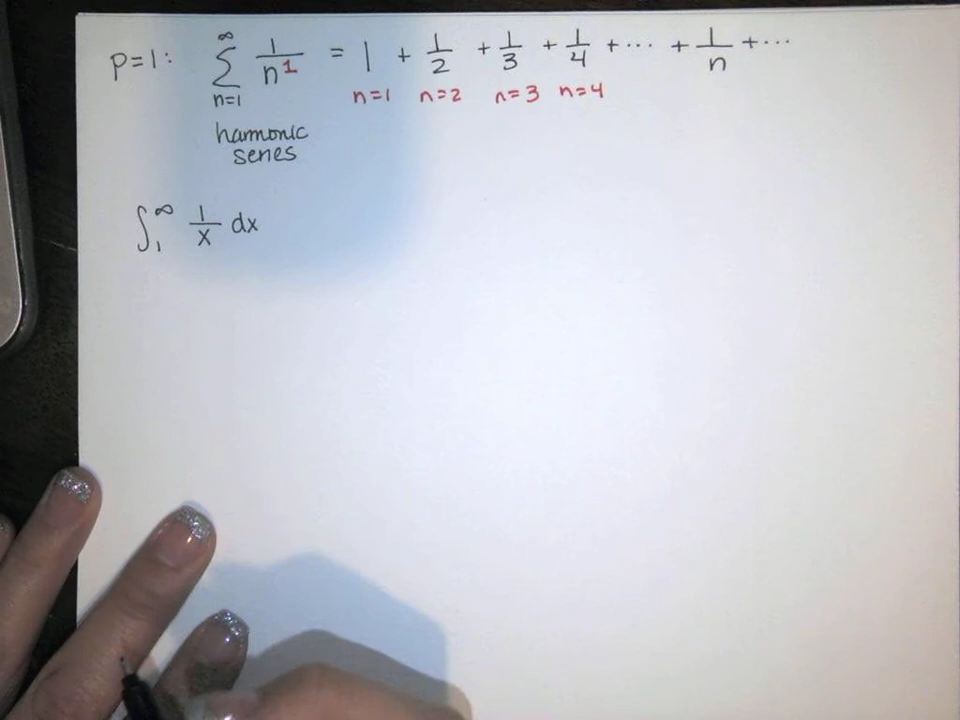 p=1: ∞∑n=1 1/n¹ = 1 + 1/2 + 1/3 + 1/4 + ··· + 1/n + ···
n=1 n=2 n=3 n=4
harmonic
series
∫₁^∞ 1/x dx